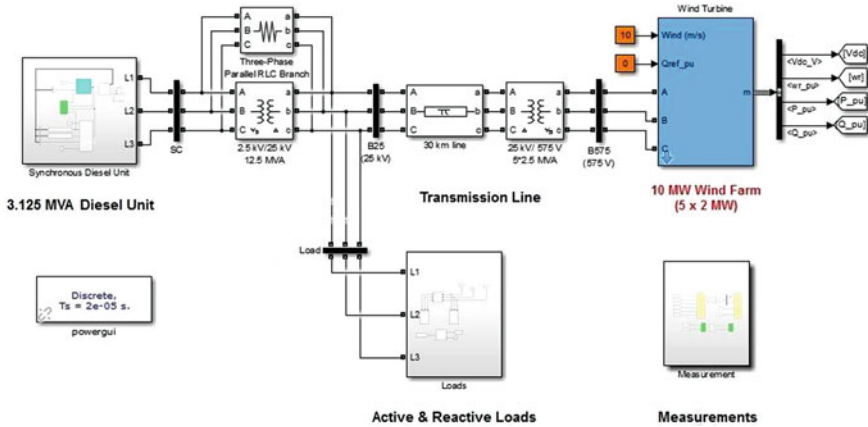 Wind Turbine
A
B
C
a
b
c
Three-Phase
Parallel RLC Branch
10
Wind (m/s)
0
Qref_pu
A
B
C
m
<Vdc_V>
<wr_pu>
<P_pu>
<Q_pu>
[Vdc]
[wr]
[P_pu]
Q_pu]
L1
L2
L3
Synchronous Diesel Unit
SC
A
B
C
a
b
c
2.5 kV/25 kV
12.5 MVA
B25
(25 kV)
A
B
C
a
b
c
30 km line
A
B
C
a
b
c
25 kV/ 575 V
5*2.5 MVA
B575
(575 V)
3.125 MVA Diesel Unit
Transmission Line
10 MW Wind Farm
(5 x 2 MW)
Load
L1
L2
L3
Loads
Discrete,
Ts = 2e-05 s.
powergui
Measurement
Active & Reactive Loads
Measurements